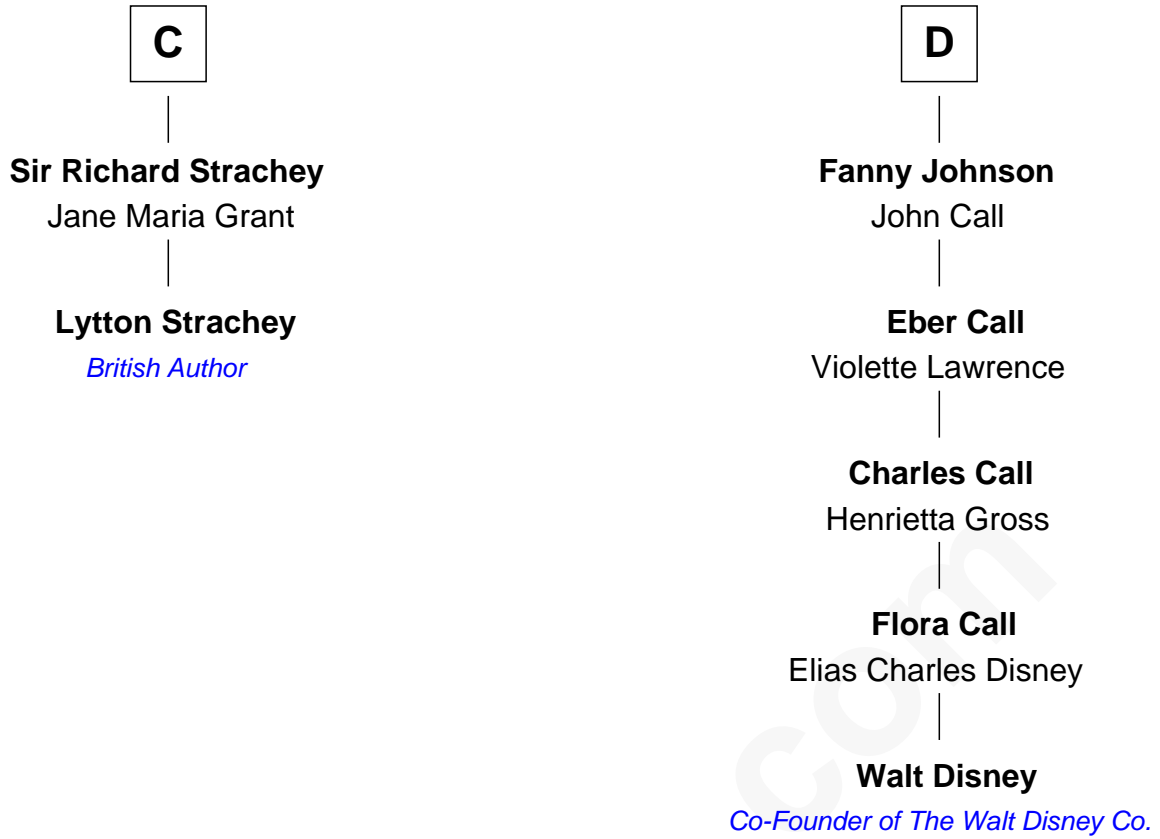 C
Sir Richard Strachey
Jane Maria Grant
Lytton Strachey
British Author
D
Fanny Johnson
John Call
Eber Call
Violette Lawrence
Charles Call
Henrietta Gross
Flora Call
Elias Charles Disney
Walt Disney
Co-Founder of The Walt Disney Co.
com